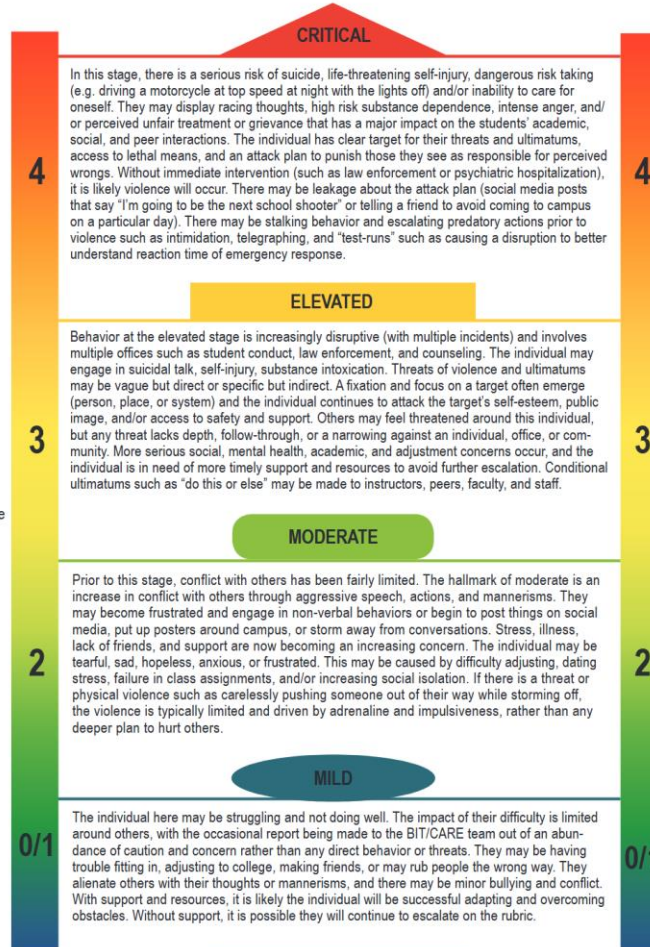 CRITICAL
In this stage, there is a serious risk of suicide, life-threatening self-injury, dangerous risk taking
(e.g. driving a motorcycle at top speed at night with the lights off) and/or inability to care for
oneself. They may display racing thoughts, high risk substance dependence, intense anger, and/
or perceived unfair treatment or grievance that has a major impact on the students' academic,
social, and peer interactions. The individual has clear target for their threats and ultimatums,
access to lethal means, and an attack plan to punish those they see as responsible for perceived
wrongs. Without immediate intervention (such as law enforcement or psychiatric hospitalization),
it is likely violence will occur. There may be leakage about the attack plan (social media posts
that say "I'm going to be the next school shooter" or telling a friend to avoid coming to campus
on a particular day). There may be stalking behavior and escalating predatory actions prior to
violence such as intimidation, telegraphing, and "test-runs" such as causing a disruption to better
understand reaction time of emergency response.
4
4
ELEVATED
Behavior at the elevated stage is increasingly disruptive (with multiple incidents) and involves
multiple offices such as student conduct, law enforcement, and counseling. The individual may
engage in suicidal talk, self-injury, substance intoxication. Threats of violence and ultimatums
may be vague but direct or specific but indirect. A fixation and focus on a target often emerge
(person, place, or system) and the individual continues to attack the target's self-esteem, public
image, and/or access to safety and support. Others may feel threatened around this individual,
but any threat lacks depth, follow-through, or a narrowing against an individual, office, or com-
munity. More serious social, mental health, academic, and adjustment concerns occur, and the
individual is in need of more timely support and resources to avoid further escalation. Conditional
ultimatums such as "do this or else" may be made to instructors, peers, faculty, and staff.
3
3
e
MODERATE
Prior to this stage, conflict with others has been fairly limited. The hallmark of moderate is an
increase in conflict with others through aggressive speech, actions, and mannerisms. They
may become frustrated and engage in non-verbal behaviors or begin to post things on social
media, put up posters around campus, or storm away from conversations. Stress, illness,
lack of friends, and support are now becoming an increasing concern. The individual may be
tearful, sad, hopeless, anxious, or frustrated. This may be caused by difficulty adjusting, dating
stress, failure in class assignments, and/or increasing social isolation. If there is a threat or
physical violence such as carelessly pushing someone out of their way while storming off,
the violence is typically limited and driven by adrenaline and impulsiveness, rather than any
deeper plan to hurt others.
2
2
MILD
The individual here may be struggling and not doing well. The impact of their difficulty is limited
around others, with the occasional report being made to the BIT/CARE team out of an abun-
dance of caution and concern rather than any direct behavior or threats. They may be having
trouble fitting in, adjusting to college, making friends, or may rub people the wrong way. They
alienate others with their thoughts or mannerisms, and there may be minor bullying and conflict.
With support and resources, it is likely the individual will be successful adapting and overcoming
obstacles. Without support, it is possible they will continue to escalate on the rubric.
0/1
0/